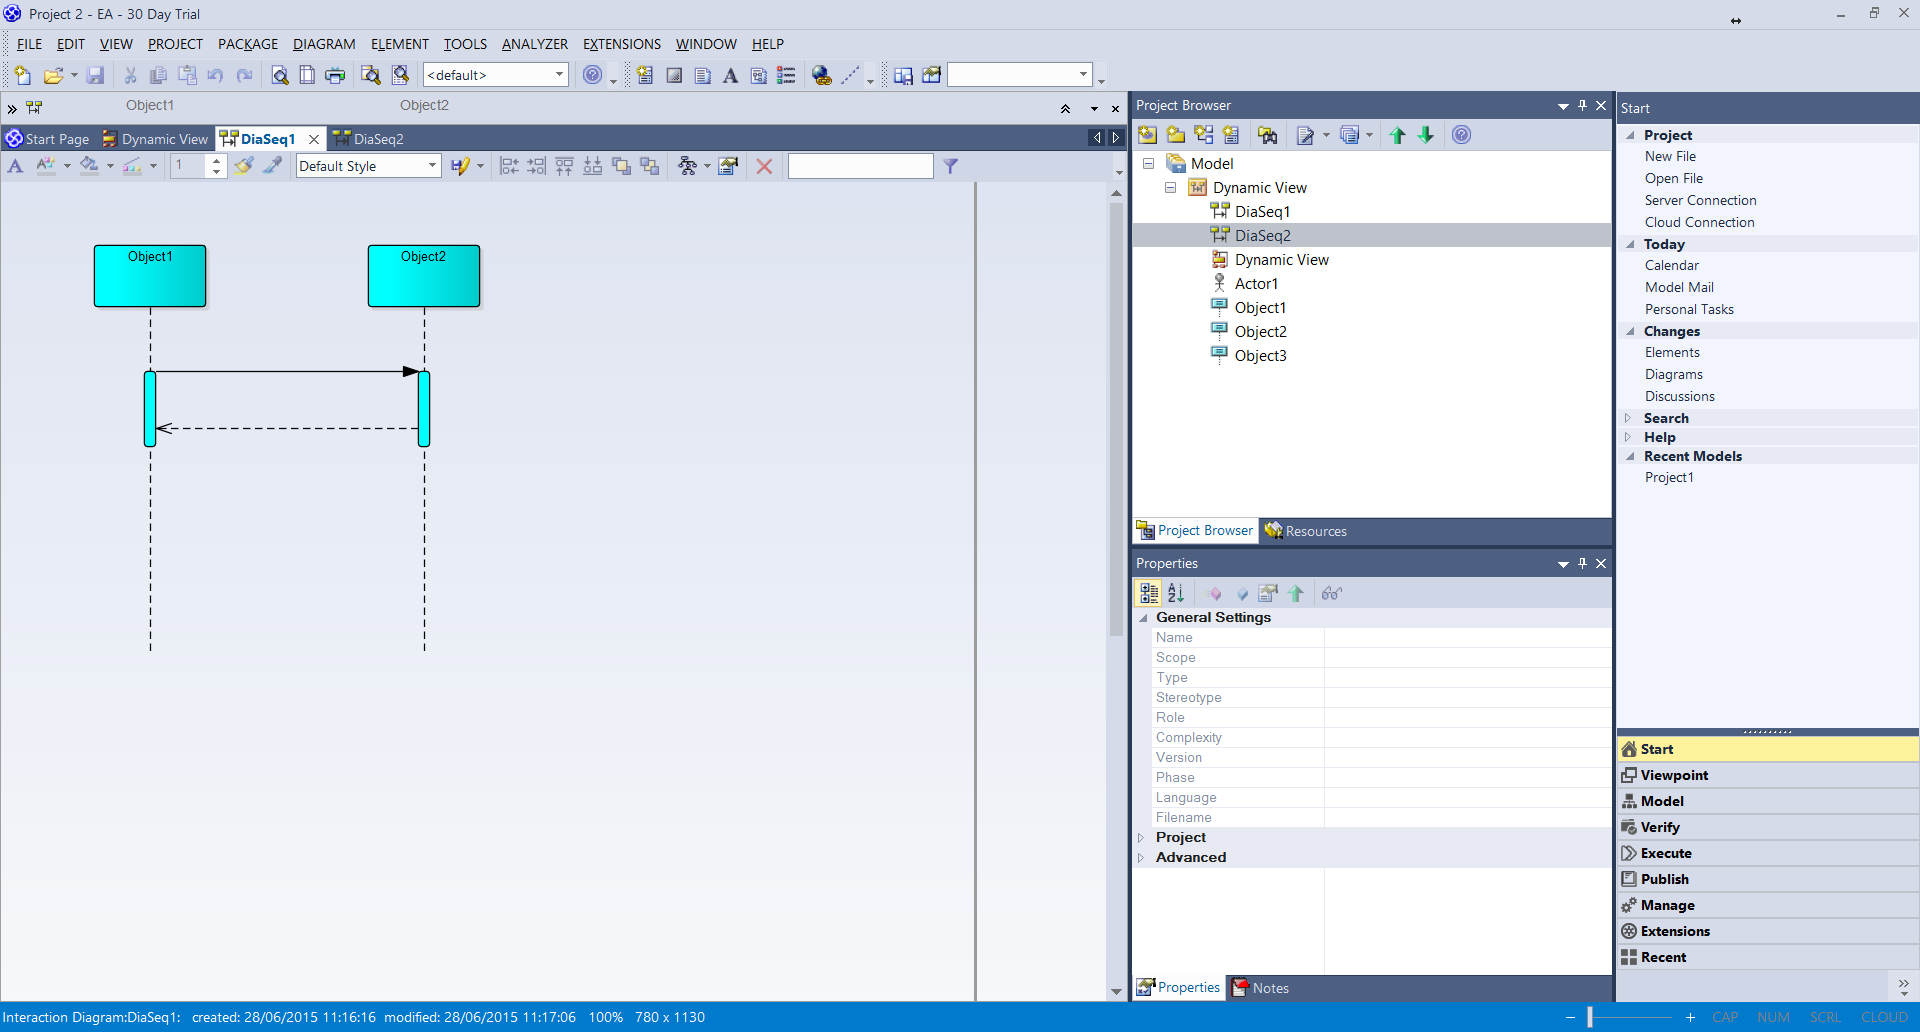 Project 2 - EA - 30 Day Trial
FILE EDIT VIEW PROJECT PACKAGE DIAGRAM ELEMENT TOOLS ANALYZER EXTENSIONS WINDOW HELP
<default>
Object1 Object2
Start Page Dynamic View DiaSeq1 DiaSeq2
1 Default Style
Object1 Object2
Project Browser
Model
Dynamic View
DiaSeq1
DiaSeq2
Dynamic View
Actor1
Object1
Object2
Object3
Project Browser Resources
Properties
General Settings
Name
Scope
Type
Stereotype
Role
Complexity
Version
Phase
Language
Filename
Project
Advanced
Properties Notes
Start
Project
New File
Open File
Server Connection
Cloud Connection
Today
Calendar
Model Mail
Personal Tasks
Changes
Elements
Diagrams
Discussions
Search
Help
Recent Models
Project1
Start
Viewpoint
Model
Verify
Execute
Publish
Manage
Extensions
Recent
Interaction Diagram:DiaSeq1: created: 28/06/2015 11:16:16 modified: 28/06/2015 11:17:06 100% 780 x 1130
CAP NUM SCRL CLOUD